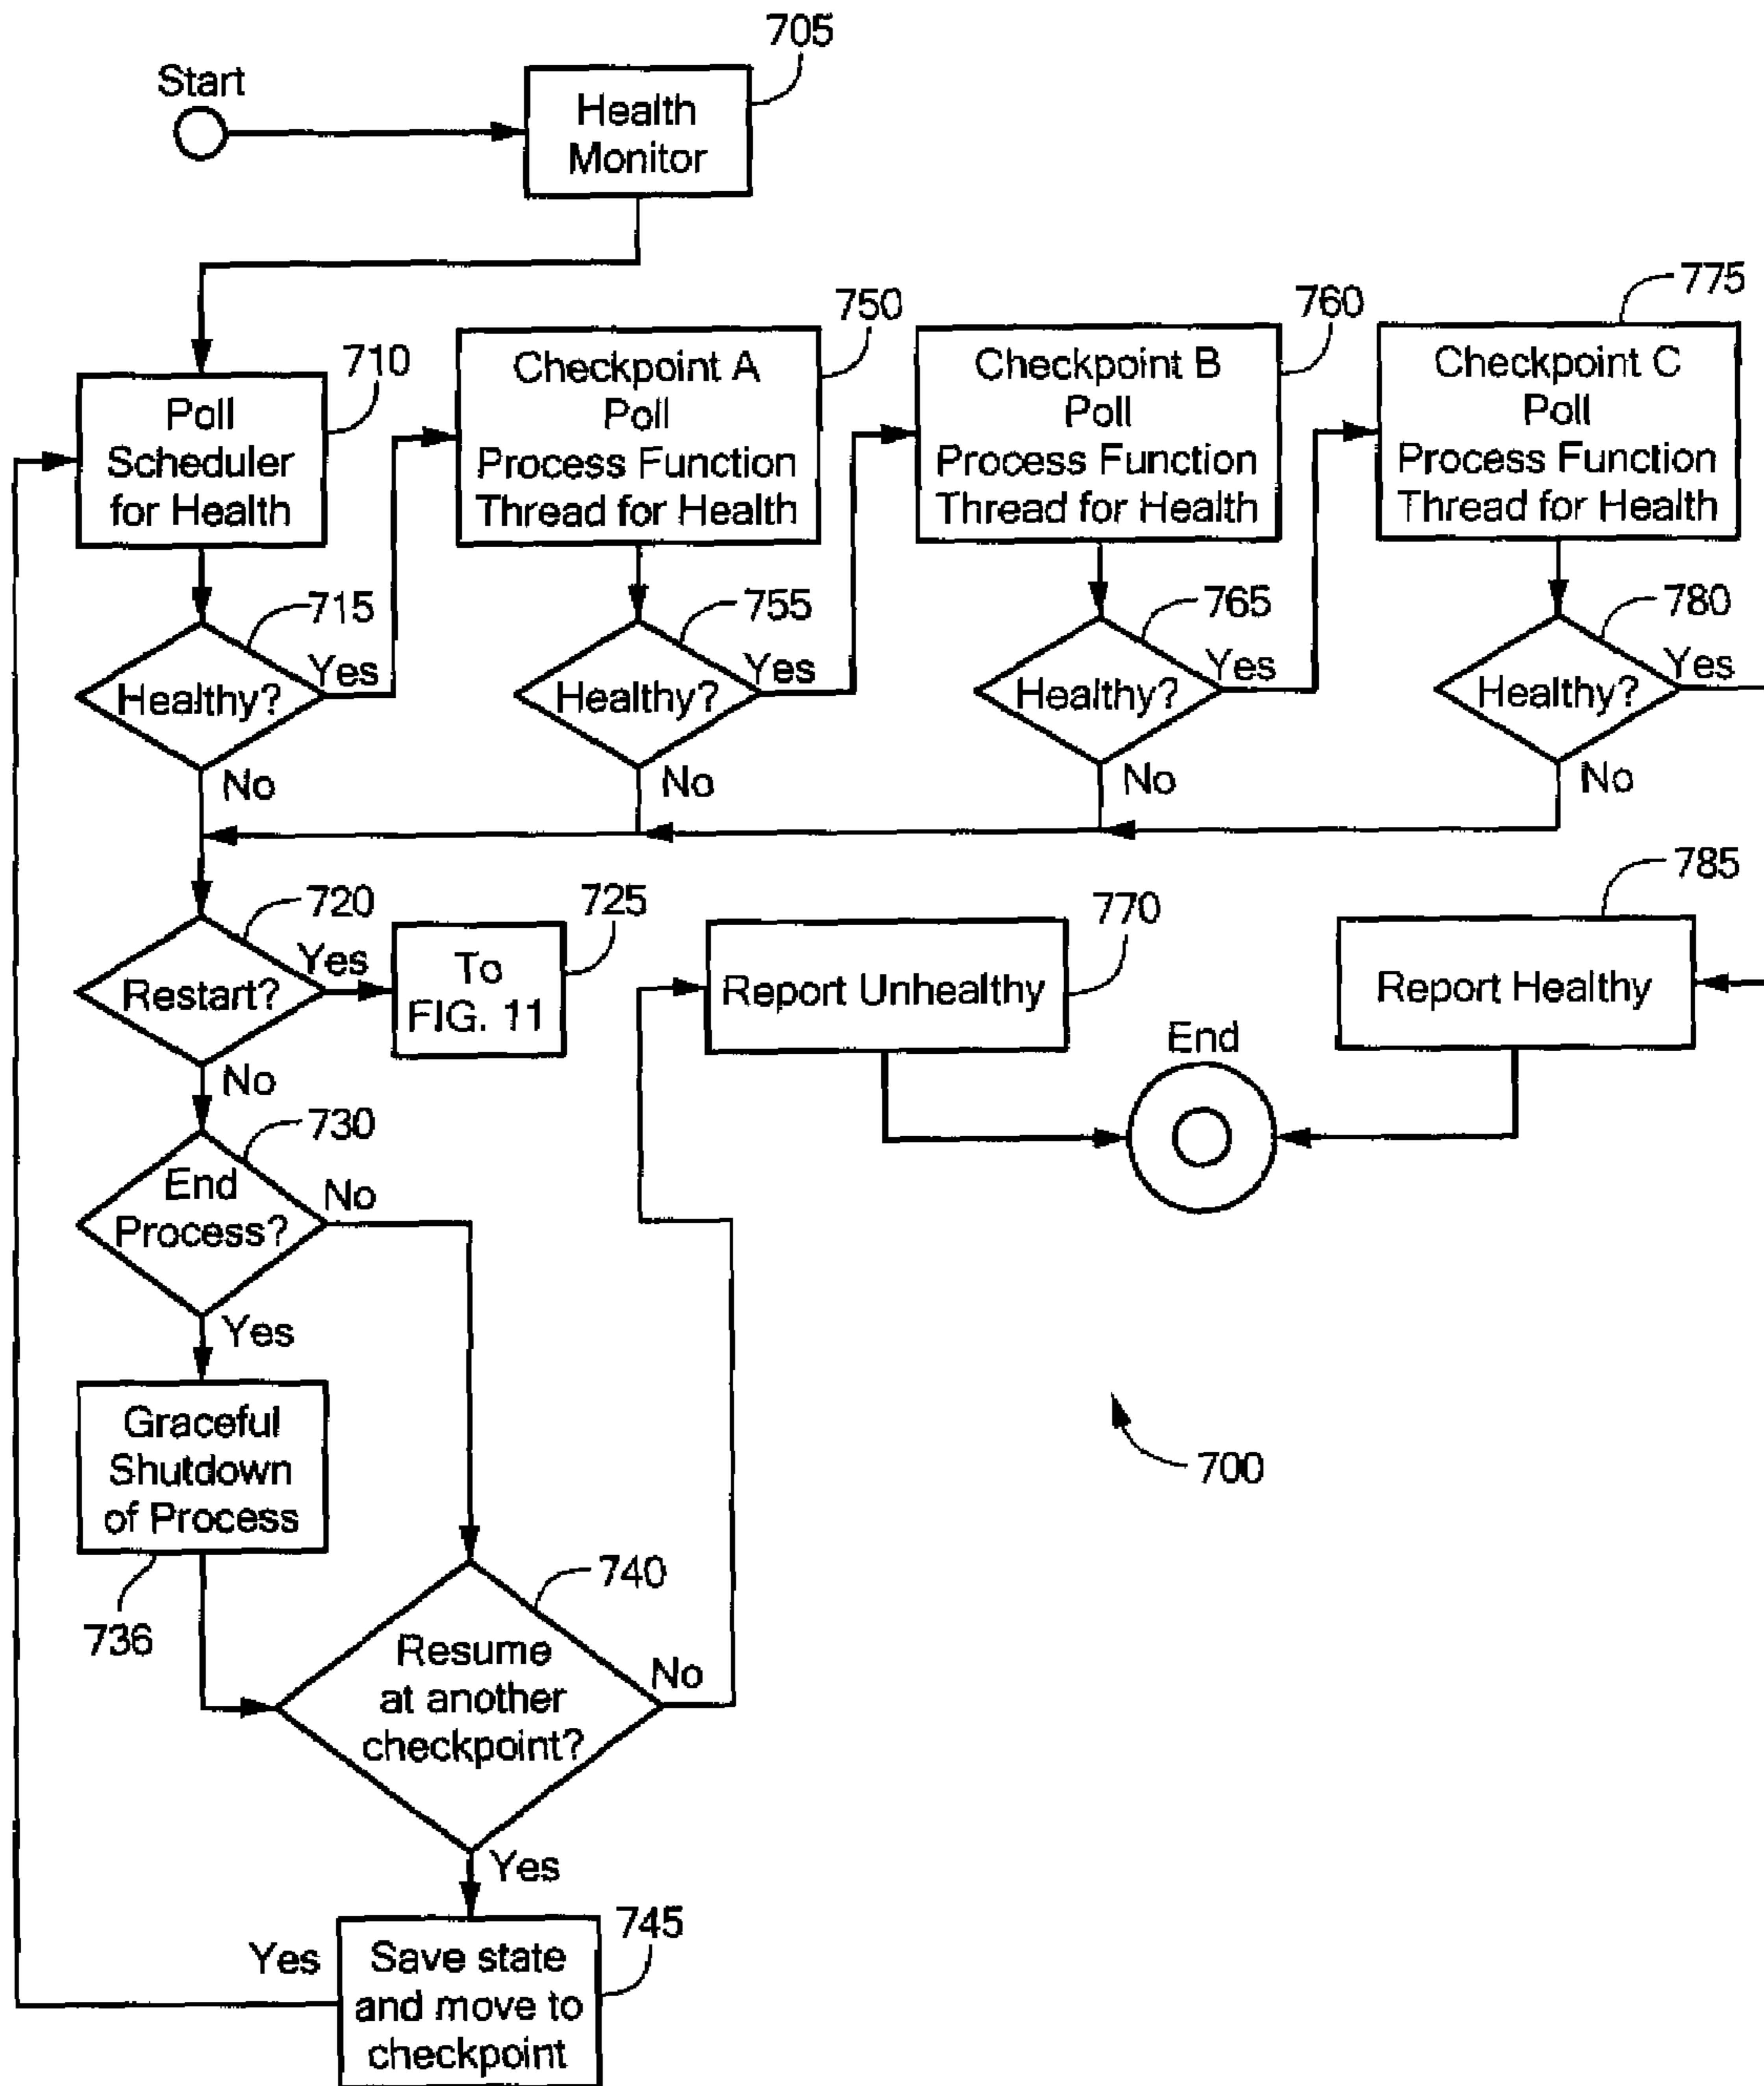 705
Start
Health
Monitor
710
Poll
Scheduler
for Health
750
Checkpoint A
Poll
Process Function
Thread for Health
760
Checkpoint B
Poll
Process Function
Thread for Health
775
Checkpoint C
Poll
Process Function
Thread for Health
715
Healthy?
Yes
No
755
Healthy?
Yes
No
765
Healthy?
Yes
No
780
Healthy?
Yes
No
720
Restart?
Yes
No
725
To
FIG. 11
770
Report Unhealthy
785
Report Healthy
End
730
End
Process?
No
Yes
Graceful
Shutdown
of Process
736
700
740
Resume
at another
checkpoint?
No
Yes
745
Yes
Save state
and move to
checkpoint